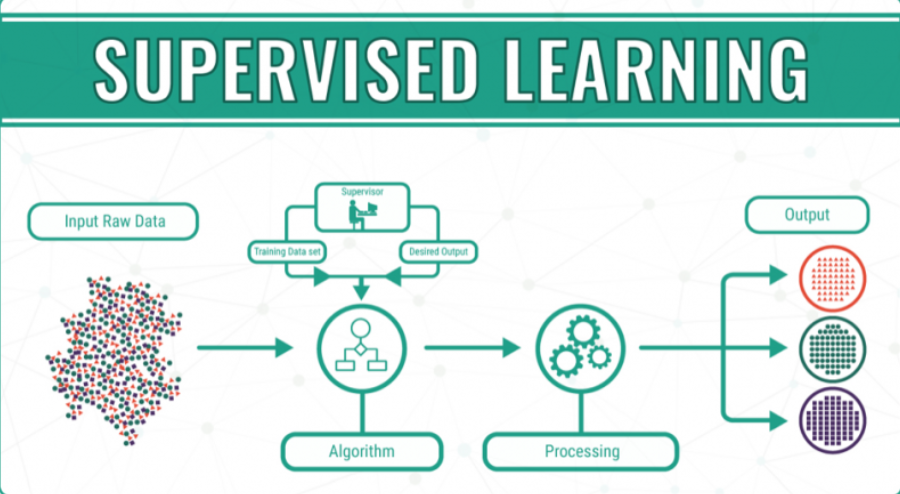 SUPERVISED LEARNING
Input Raw Data
Supervisor
Training Data set
Desired Output
Algorithm
Processing
Output